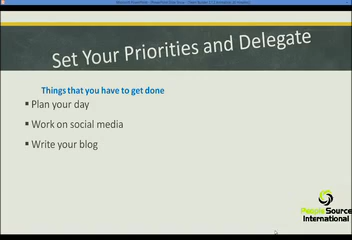 Set Your Priorities and Delegate
Things that you have to get done
▪ Plan your day
▪ Work on social media
▪ Write your blog
PeopleSource
International